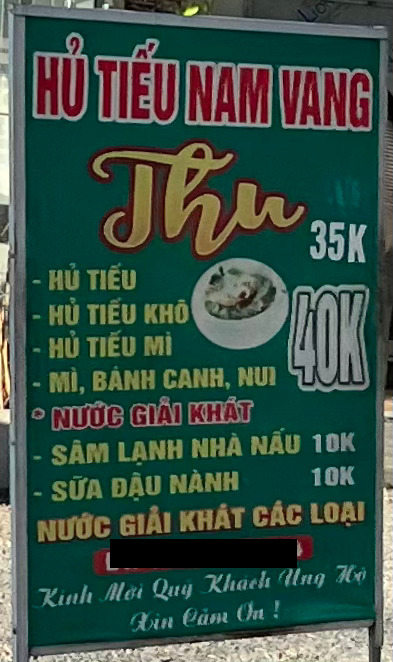 HỦ TIẾU NAM VANG
Thu
35K
- HỦ TIẾU
- HỦ TIẾU KHÔ
40K
- HỦ TIẾU MÌ
- MÌ, BÁNH CANH, NUI
* NƯỚC GIẢI KHÁT
- SÂM LẠNH NHÀ NẤU 10K
- SỮA ĐẬU NÀNH 10K
NƯỚC GIẢI KHÁT CÁC LOẠI
Kính Mời Quý Khách Ủng Hộ
Xin Cảm Ơn !